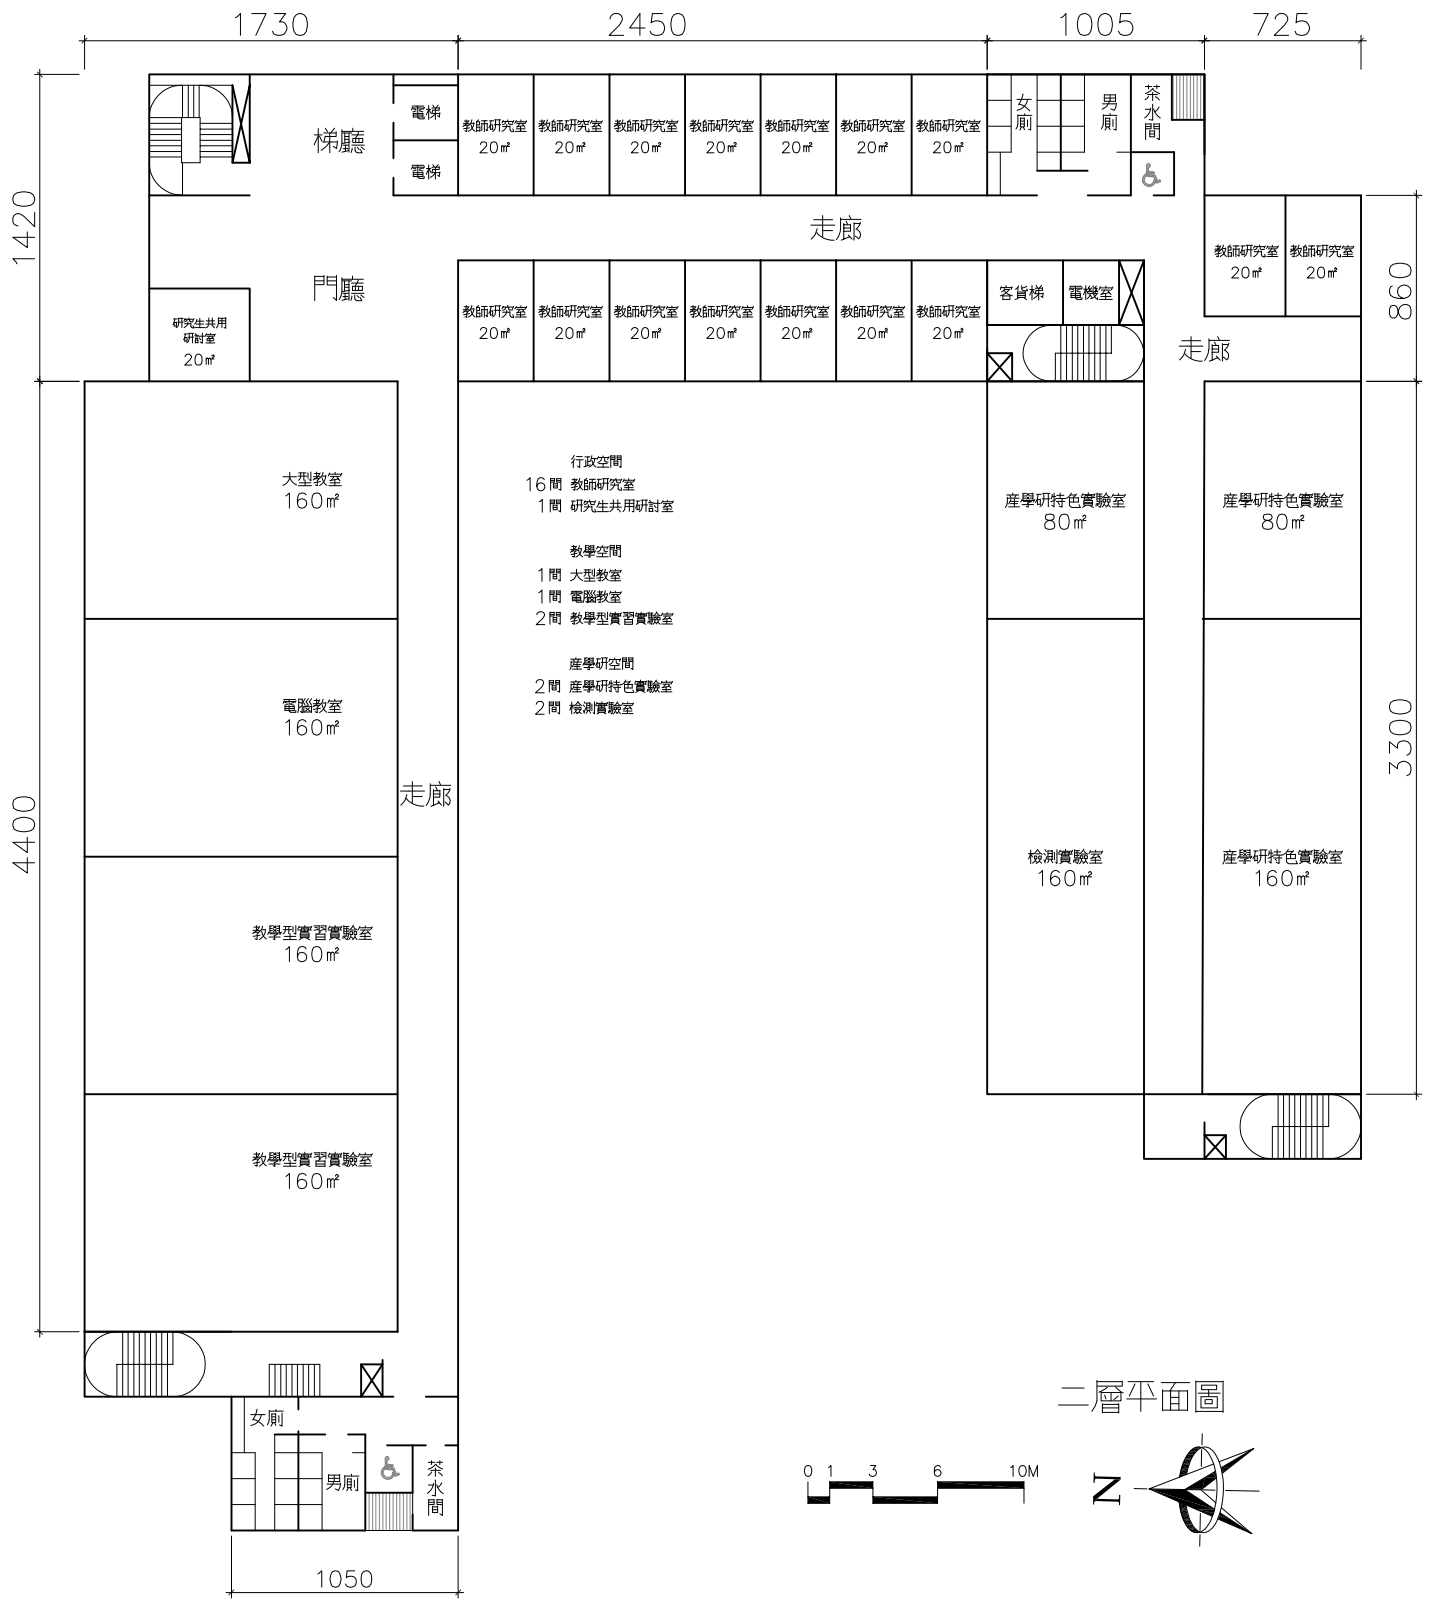 1730
2450
1005
725
1420
4400
860
3300
1050
梯廳
電梯
電梯
教師研究室
20㎡
教師研究室
20㎡
教師研究室
20㎡
教師研究室
20㎡
教師研究室
20㎡
教師研究室
20㎡
教師研究室
20㎡
女廁
男廁
茶水間
走廊
門廳
研究生共用
研討室
20㎡
教師研究室
20㎡
教師研究室
20㎡
教師研究室
20㎡
教師研究室
20㎡
教師研究室
20㎡
教師研究室
20㎡
教師研究室
20㎡
客貨梯
電機室
教師研究室
20㎡
教師研究室
20㎡
走廊
大型教室
160㎡
電腦教室
160㎡
教學型實習實驗室
160㎡
教學型實習實驗室
160㎡
走廊
行政空間
16間 教師研究室
1間 研究生共用研討室
教學空間
1間 大型教室
1間 電腦教室
2間 教學型實習實驗室
産學研空間
2間 産學研特色實驗室
2間 檢測實驗室
産學研特色實驗室
80㎡
産學研特色實驗室
80㎡
檢測實驗室
160㎡
産學研特色實驗室
160㎡
女廁
男廁
茶水間
二層平面圖
0 1 3 6 10M
N